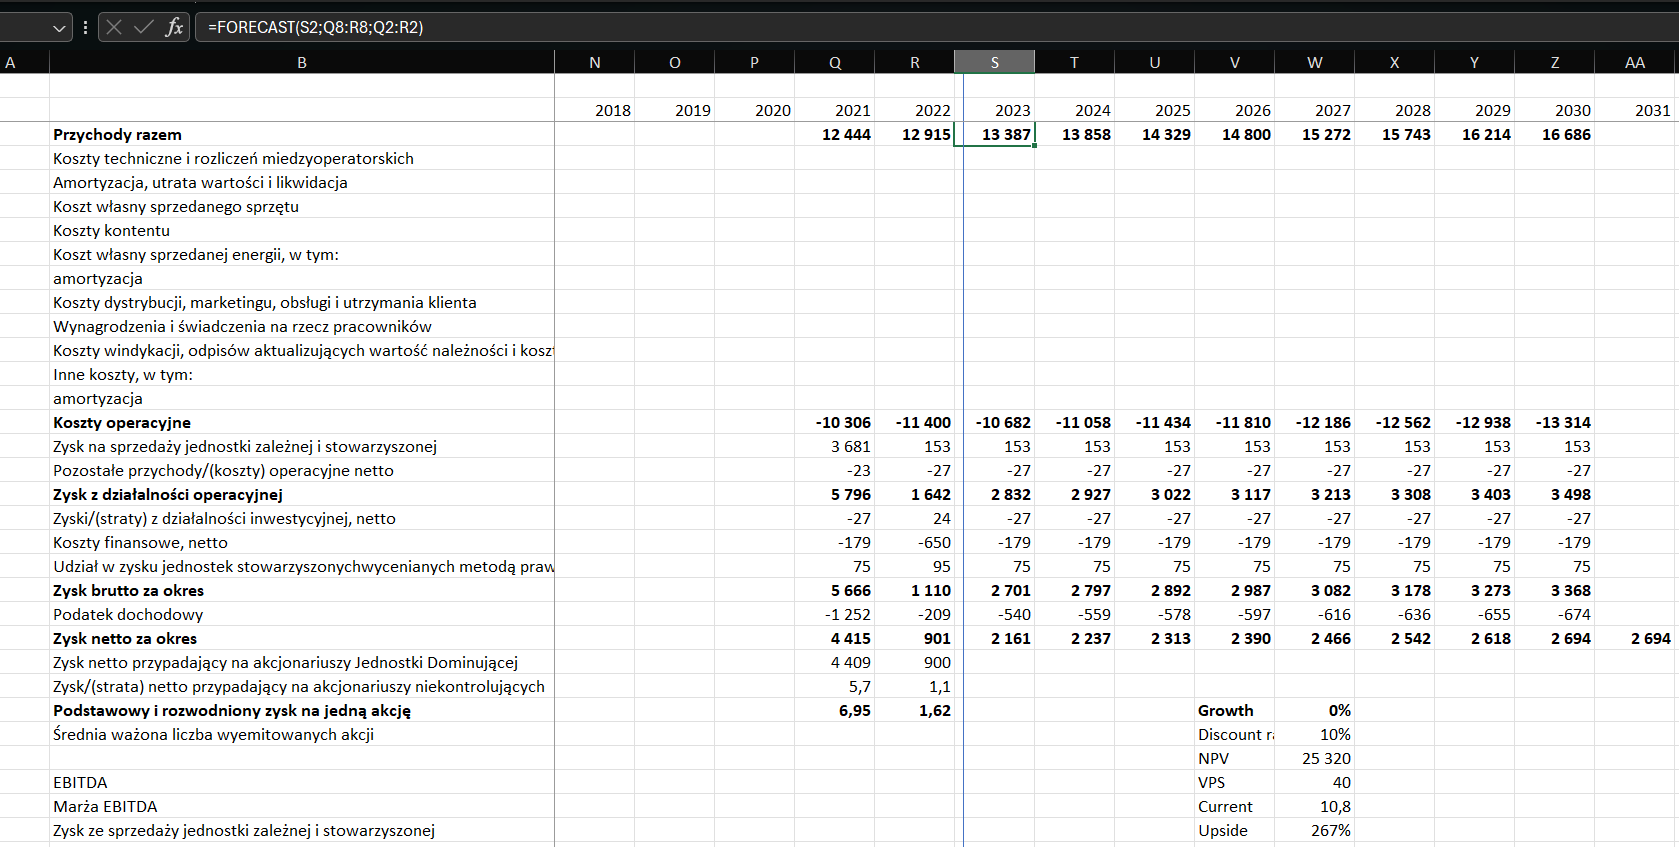 =FORECAST(S2;Q8:R8;Q2:R2)
A B N O P Q R S T U V W X Y Z AA
2018 2019 2020 2021 2022 2023 2024 2025 2026 2027 2028 2029 2030 2031
Przychody razem 12 444 12 915 13 387 13 858 14 329 14 800 15 272 15 743 16 214 16 686
Koszty techniczne i rozliczeń miedzyoperatorskich
Amortyzacja, utrata wartości i likwidacja
Koszt własny sprzedanego sprzętu
Koszty kontentu
Koszt własny sprzedanej energii, w tym:
amortyzacja
Koszty dystrybucji, marketingu, obsługi i utrzymania klienta
Wynagrodzenia i świadczenia na rzecz pracowników
Koszty windykacji, odpisów aktualizujących wartość należności i koszt
Inne koszty, w tym:
amortyzacja
Koszty operacyjne -10 306 -11 400 -10 682 -11 058 -11 434 -11 810 -12 186 -12 562 -12 938 -13 314
Zysk na sprzedaży jednostki zależnej i stowarzyszonej 3 681 153 153 153 153 153 153 153 153 153
Pozostałe przychody/(koszty) operacyjne netto -23 -27 -27 -27 -27 -27 -27 -27 -27 -27
Zysk z działalności operacyjnej 5 796 1 642 2 832 2 927 3 022 3 117 3 213 3 308 3 403 3 498
Zyski/(straty) z działalności inwestycyjnej, netto -27 24 -27 -27 -27 -27 -27 -27 -27 -27
Koszty finansowe, netto -179 -650 -179 -179 -179 -179 -179 -179 -179 -179
Udział w zysku jednostek stowarzyszonychwycenianych metodą praw 75 95 75 75 75 75 75 75 75 75
Zysk brutto za okres 5 666 1 110 2 701 2 797 2 892 2 987 3 082 3 178 3 273 3 368
Podatek dochodowy -1 252 -209 -540 -559 -578 -597 -616 -636 -655 -674
Zysk netto za okres 4 415 901 2 161 2 237 2 313 2 390 2 466 2 542 2 618 2 694 2 694
Zysk netto przypadający na akcjonariuszy Jednostki Dominującej 4 409 900
Zysk/(strata) netto przypadający na akcjonariuszy niekontrolujących 5,7 1,1
Podstawowy i rozwodniony zysk na jedną akcję 6,95 1,62 Growth 0%
Średnia ważona liczba wyemitowanych akcji Discount ra 10%
NPV 25 320
EBITDA VPS 40
Marża EBITDA Current 10,8
Zysk ze sprzedaży jednostki zależnej i stowarzyszonej Upside 267%